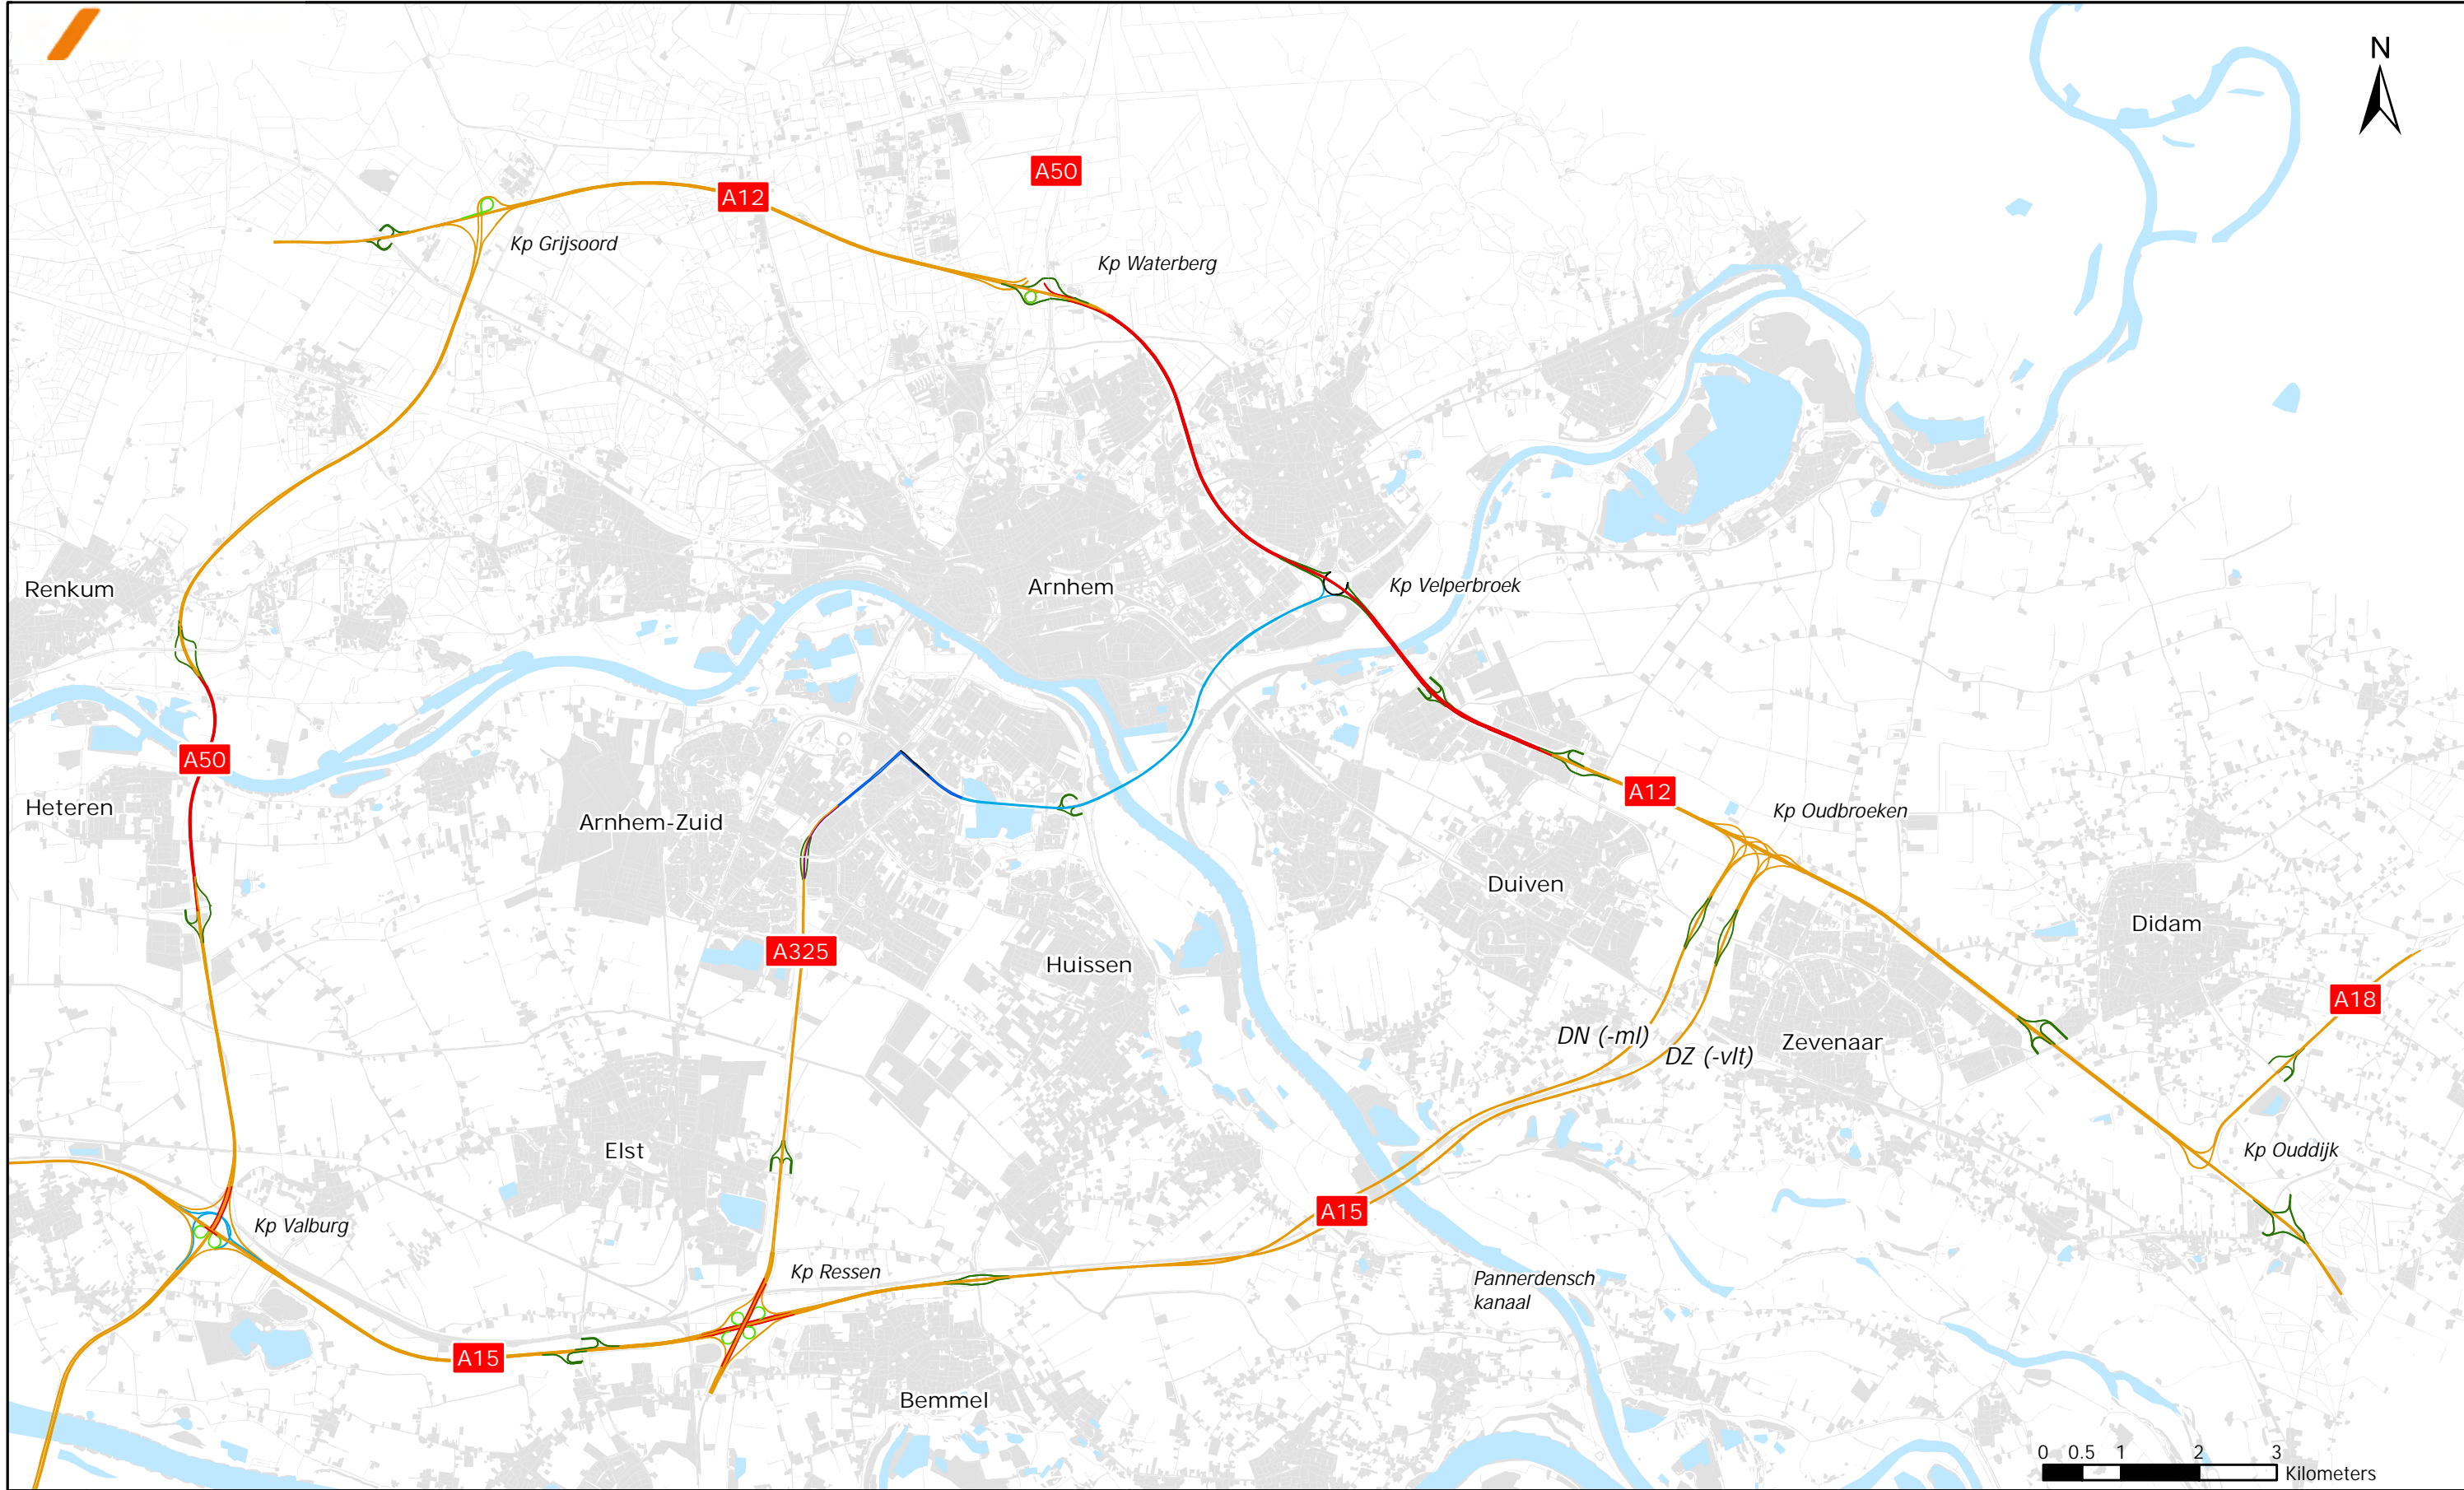 N
A50
A12
Kp Grijsoord
Kp Waterberg
Renkum
Arnhem
Kp Velperbroek
A50
A12
Heteren
Arnhem-Zuid
Kp Oudbroeken
Duiven
Didam
A325
Huissen
A18
DN (-ml)
Zevenaar
DZ (-vlt)
Elst
Kp Ouddijk
A15
Kp Valburg
Kp Ressen
Pannerdensch
kanaal
A15
Bemmel
0 0.5 1 2 3
Kilometers